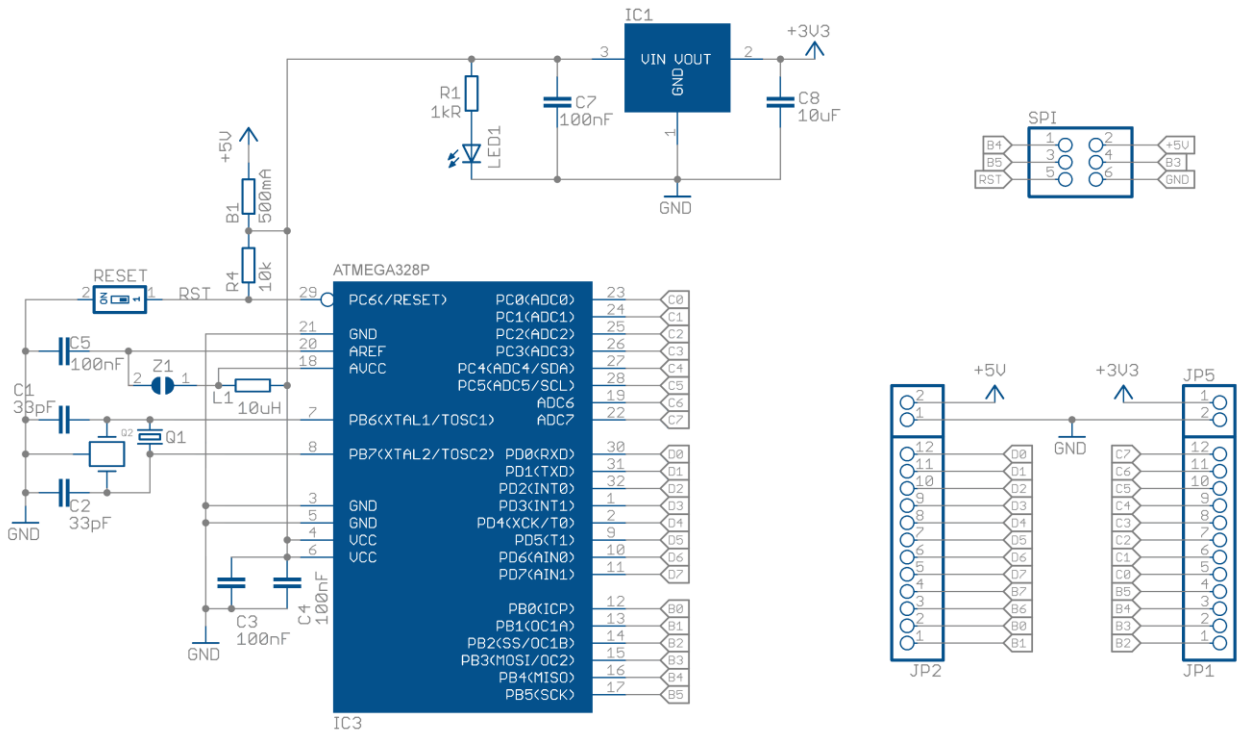 IC1
+3V3
3
VIN VOUT
2
GND
1
R1
1kR
C7
100nF
C8
10uF
LED1
GND
+5V
B1
500mA
R4
10k
SPI
B4 1 2 +5V
B5 3 4 B3
RST 5 6 GND
ATMEGA328P
RESET
2 ON 1 1
RST
29 PC6(/RESET)
21 GND
20 AREF
18 AVCC
7 PB6(XTAL1/TOSC1)
8 PB7(XTAL2/TOSC2)
3 GND
5 GND
4 VCC
6 VCC
C5
100nF
2 Z1 1
L1
10uH
C1
33pF
Q2
Q1
C2
33pF
GND
C3
100nF
C4
100nF
GND
PC0(ADC0) 23 C0
PC1(ADC1) 24 C1
PC2(ADC2) 25 C2
PC3(ADC3) 26 C3
PC4(ADC4/SDA) 27 C4
PC5(ADC5/SCL) 28 C5
ADC6 19 C6
ADC7 22 C7
PD0(RXD) 30 D0
PD1(TXD) 31 D1
PD2(INT0) 32 D2
PD3(INT1) 1 D3
PD4(XCK/T0) 2 D4
PD5(T1) 9 D5
PD6(AIN0) 10 D6
PD7(AIN1) 11 D7
PB0(ICP) 12 B0
PB1(OC1A) 13 B1
PB2(SS/OC1B) 14 B2
PB3(MOSI/OC2) 15 B3
PB4(MISO) 16 B4
PB5(SCK) 17 B5
IC3
+5V
2
1
GND
12 D0
11 D1
10 D2
9 D3
8 D4
7 D5
6 D6
5 D7
4 B7
3 B6
2 B0
1 B1
JP2
+3V3
JP5
1
2
C7 12
C6 11
C5 10
C4 9
C3 8
C2 7
C1 6
C0 5
B5 4
B4 3
B3 2
B2 1
JP1